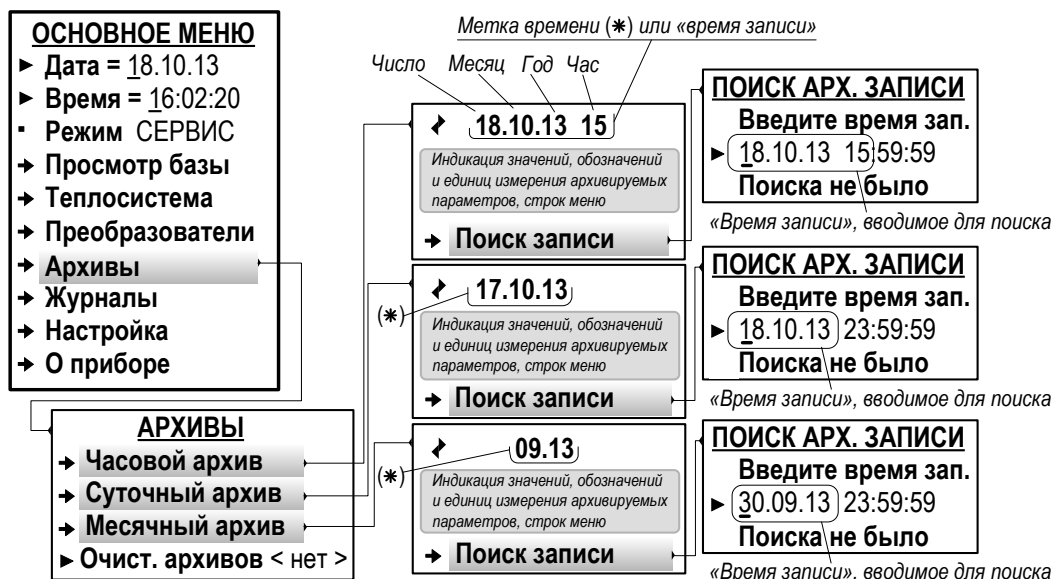 ОСНОВНОЕ МЕНЮ
► Дата = 18.10.13
► Время = 16:02:20
▪ Режим СЕРВИС
➔ Просмотр базы
➔ Теплосистема
➔ Преобразователи
➔ Архивы
➔ Журналы
➔ Настройка
➔ О приборе
АРХИВЫ
➔ Часовой архив
➔ Суточный архив
➔ Месячный архив
► Очист. архивов < нет >
Метка времени (✱) или «время записи»
Число Месяц Год Час
18.10.13 15
Индикация значений, обозначений
и единиц измерения архивируемых
параметров, строк меню
➔ Поиск записи
(✱)
17.10.13
Индикация значений, обозначений
и единиц измерения архивируемых
параметров, строк меню
➔ Поиск записи
(✱)
09.13
Индикация значений, обозначений
и единиц измерения архивируемых
параметров, строк меню
➔ Поиск записи
ПОИСК АРХ. ЗАПИСИ
Введите время зап.
► 18.10.13 15:59:59
Поиска не было
«Время записи», вводимое для поиска
ПОИСК АРХ. ЗАПИСИ
Введите время зап.
► 18.10.13 23:59:59
Поиска не было
«Время записи», вводимое для поиска
ПОИСК АРХ. ЗАПИСИ
Введите время зап.
► 30.09.13 23:59:59
Поиска не было
«Время записи», вводимое для поиска